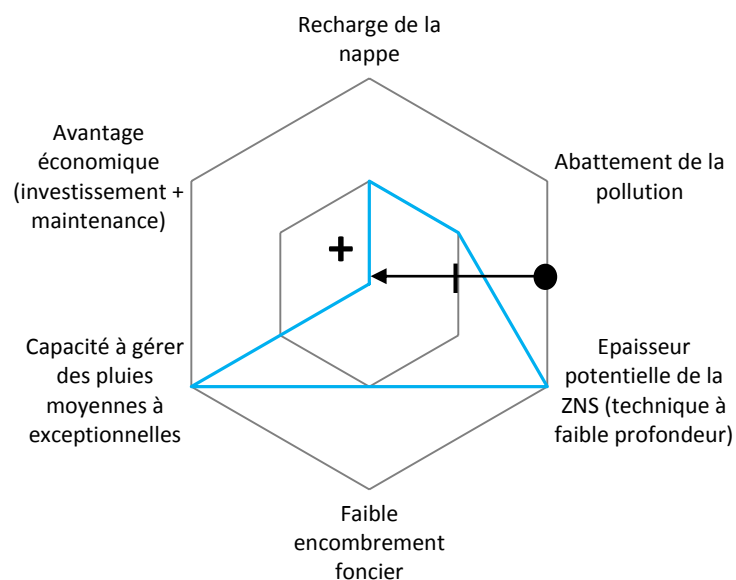 Recharge de la
nappe
Avantage
économique
(investissement +
maintenance)
Abattement de la
pollution
+
Capacité à gérer
des pluies
moyennes à
exceptionnelles
Epaisseur
potentielle de la
ZNS (technique à
faible profondeur)
Faible
encombrement
foncier